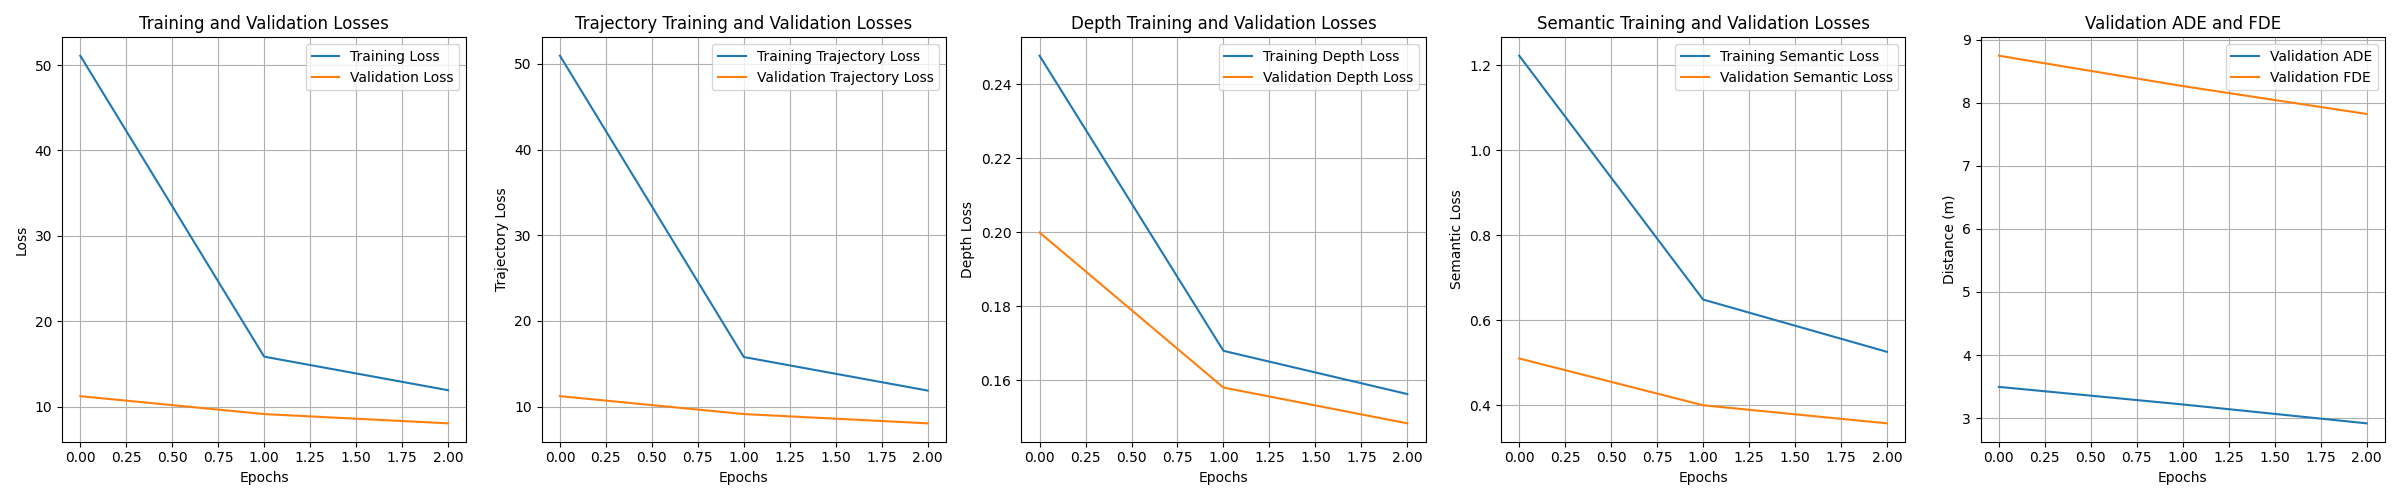 Training and Validation Losses
Training Loss
Validation Loss
50
40
30
20
10
Loss
0.00 0.25 0.50 0.75 1.00 1.25 1.50 1.75 2.00
Epochs
Trajectory Training and Validation Losses
Training Trajectory Loss
Validation Trajectory Loss
50
40
30
20
10
Trajectory Loss
0.00 0.25 0.50 0.75 1.00 1.25 1.50 1.75 2.00
Epochs
Depth Training and Validation Losses
Training Depth Loss
Validation Depth Loss
0.24
0.22
0.20
0.18
0.16
Depth Loss
0.00 0.25 0.50 0.75 1.00 1.25 1.50 1.75 2.00
Epochs
Semantic Training and Validation Losses
Training Semantic Loss
Validation Semantic Loss
1.2
1.0
0.8
0.6
0.4
Semantic Loss
0.00 0.25 0.50 0.75 1.00 1.25 1.50 1.75 2.00
Epochs
Validation ADE and FDE
Validation ADE
Validation FDE
9
8
7
6
5
4
3
Distance (m)
0.00 0.25 0.50 0.75 1.00 1.25 1.50 1.75 2.00
Epochs